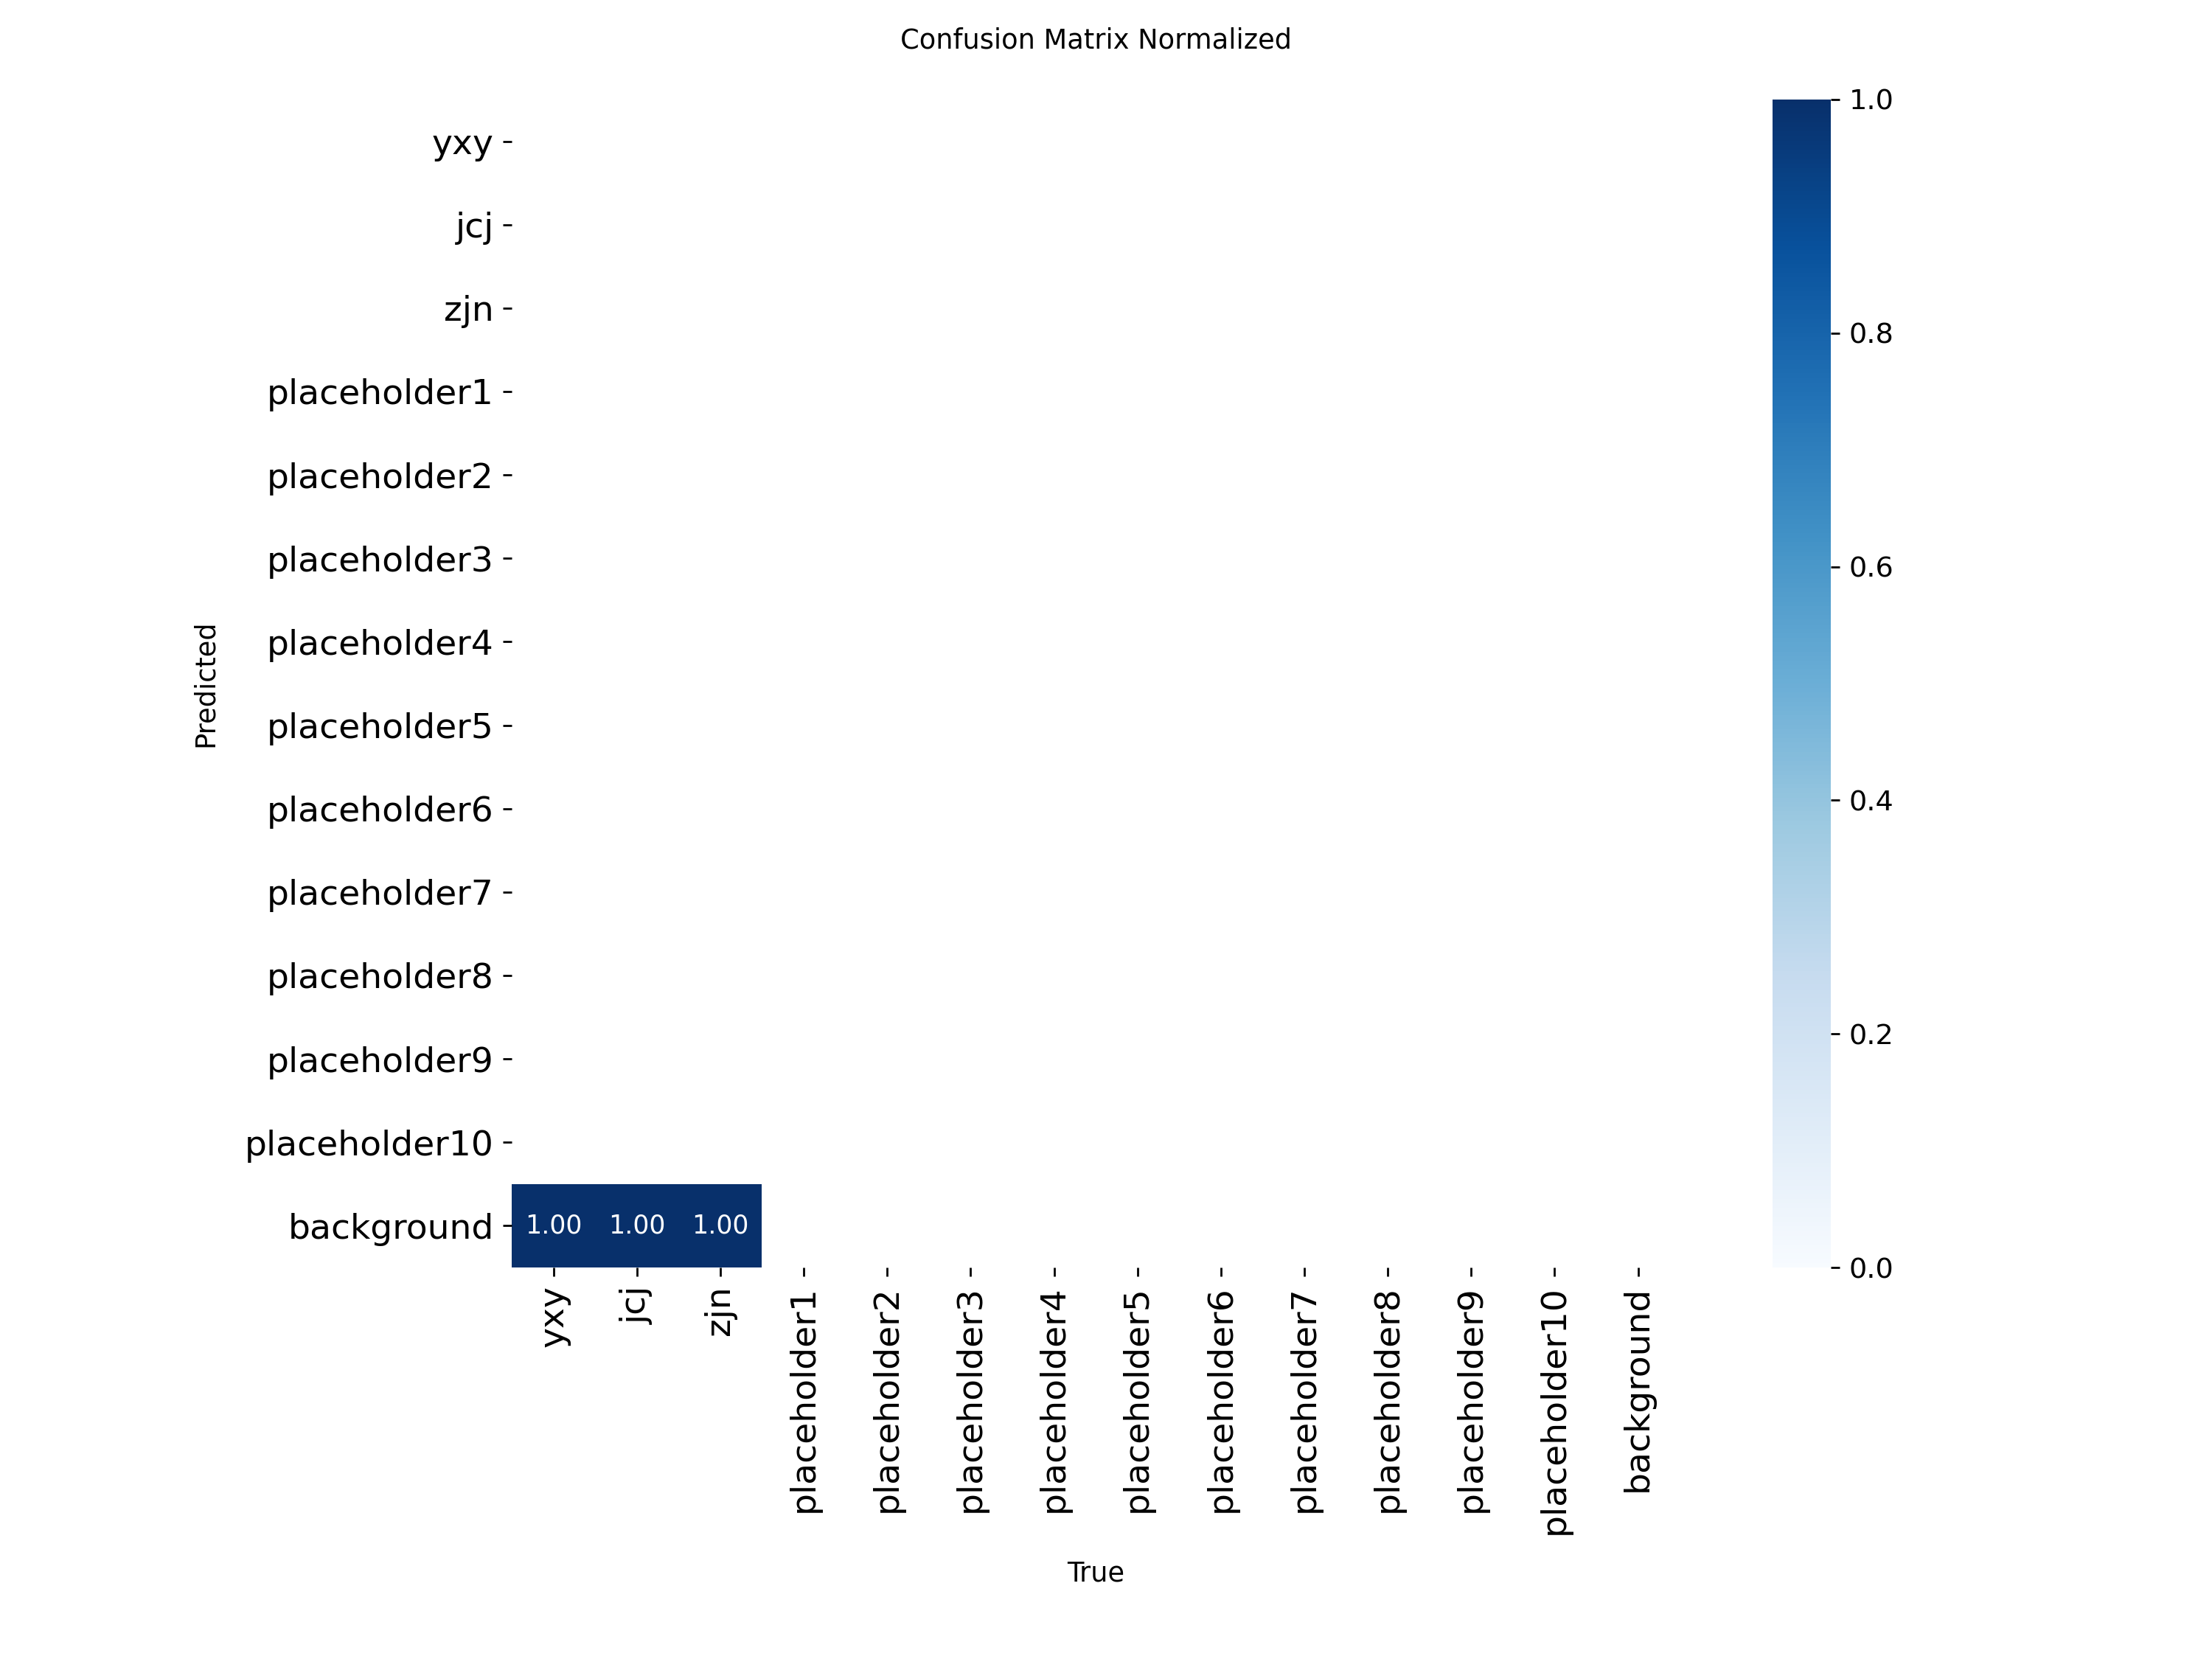 Confusion Matrix Normalized
yxy
jcj
zjn
placeholder1
placeholder2
placeholder3
placeholder4
placeholder5
placeholder6
placeholder7
placeholder8
placeholder9
placeholder10
background
Predicted
1.00 1.00 1.00
yxy
jcj
zjn
placeholder1
placeholder2
placeholder3
placeholder4
placeholder5
placeholder6
placeholder7
placeholder8
placeholder9
placeholder10
background
True
1.0
0.8
0.6
0.4
0.2
0.0